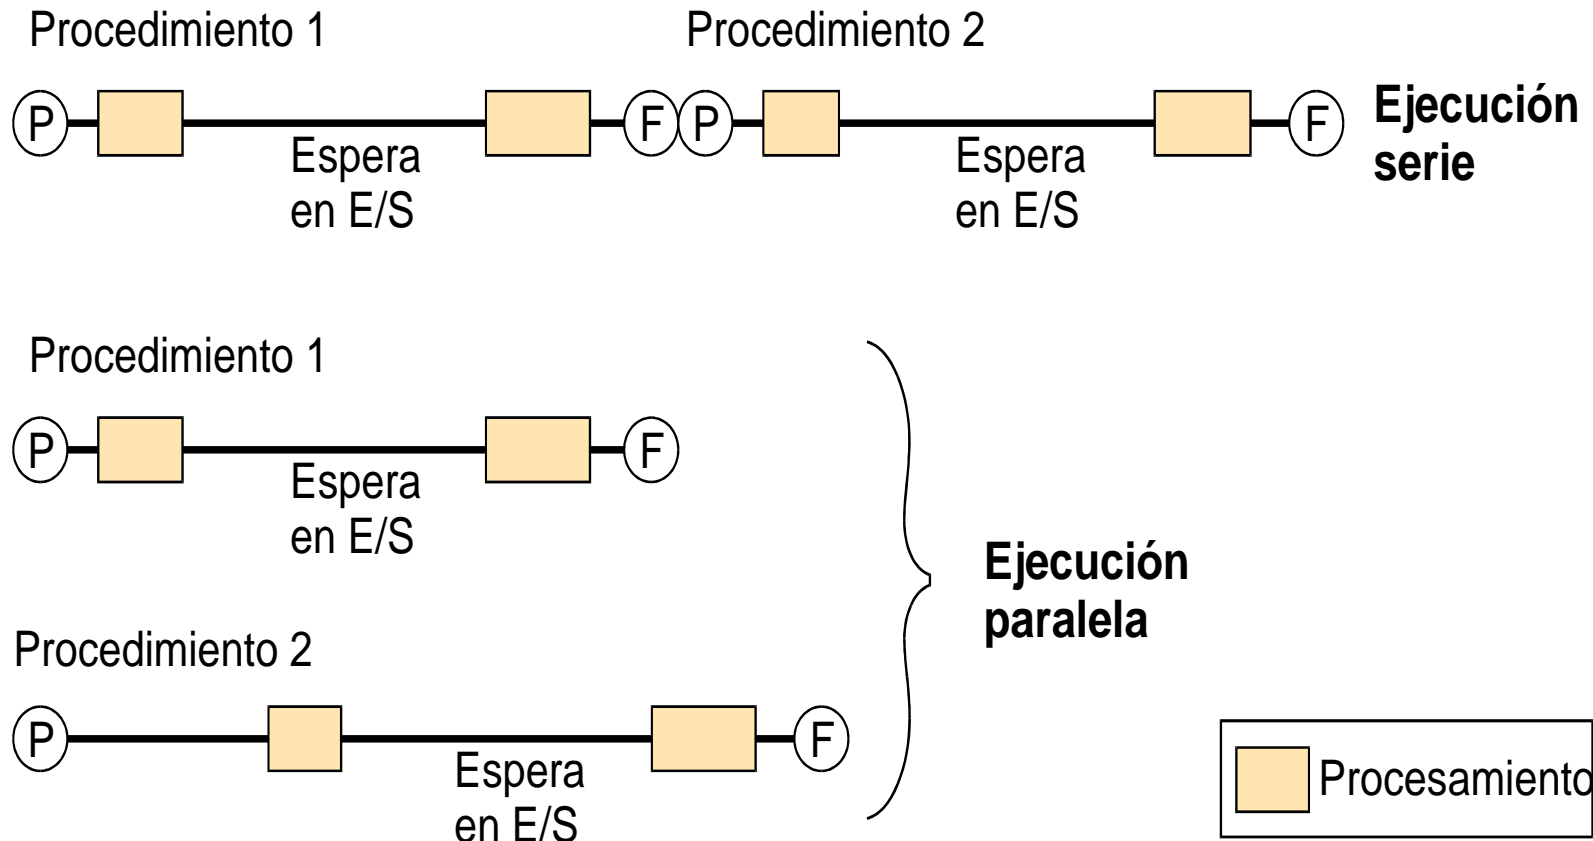 Procedimiento 1
Procedimiento 2
P
F
P
F
Espera
en E/S
Espera
en E/S
Ejecución
serie
Procedimiento 1
P
F
Espera
en E/S
Procedimiento 2
P
F
Espera
en E/S
Ejecución
paralela
Procesamiento